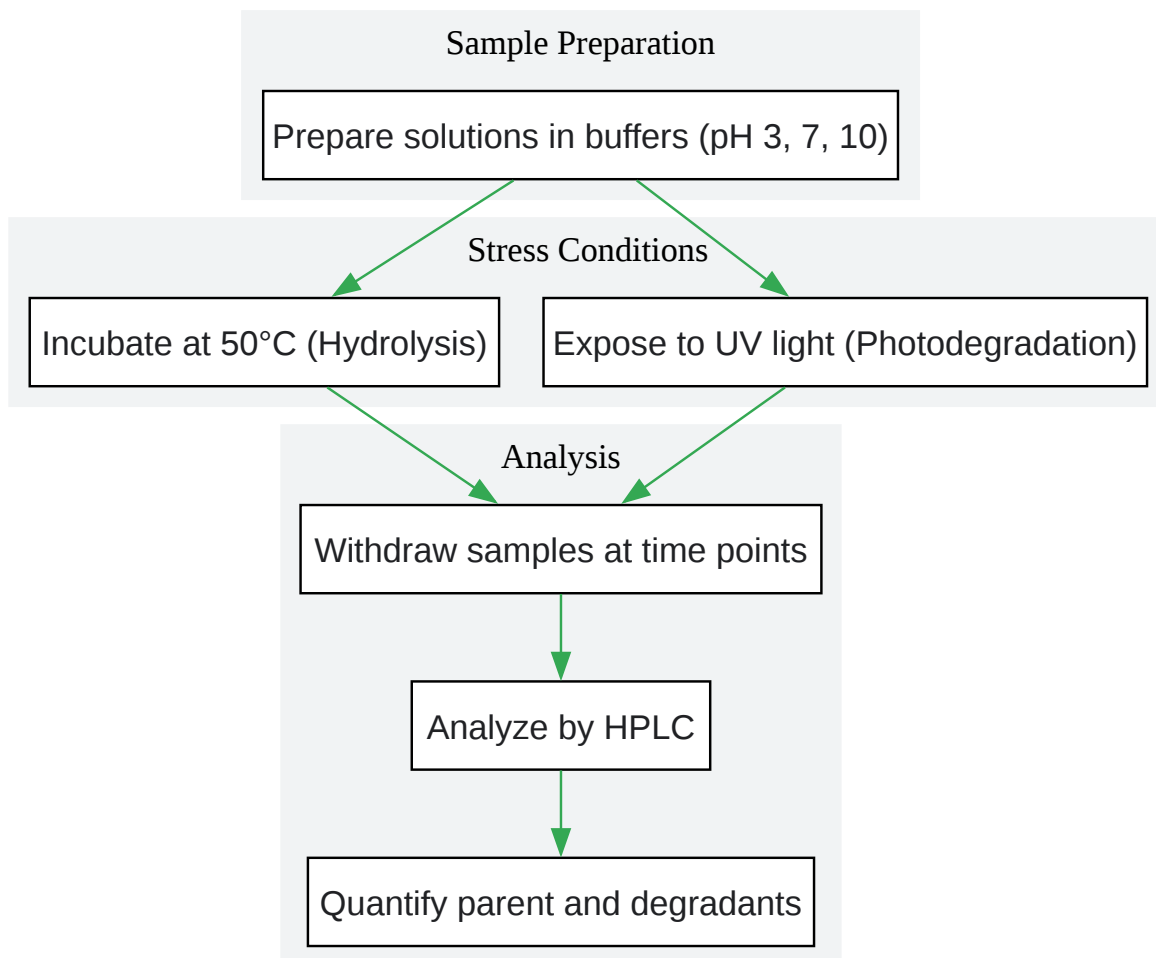 Sample Preparation
Prepare solutions in buffers (pH 3, 7, 10)
Stress Conditions
Incubate at 50°C (Hydrolysis)
Expose to UV light (Photodegradation)
Analysis
Withdraw samples at time points
Analyze by HPLC
Quantify parent and degradants